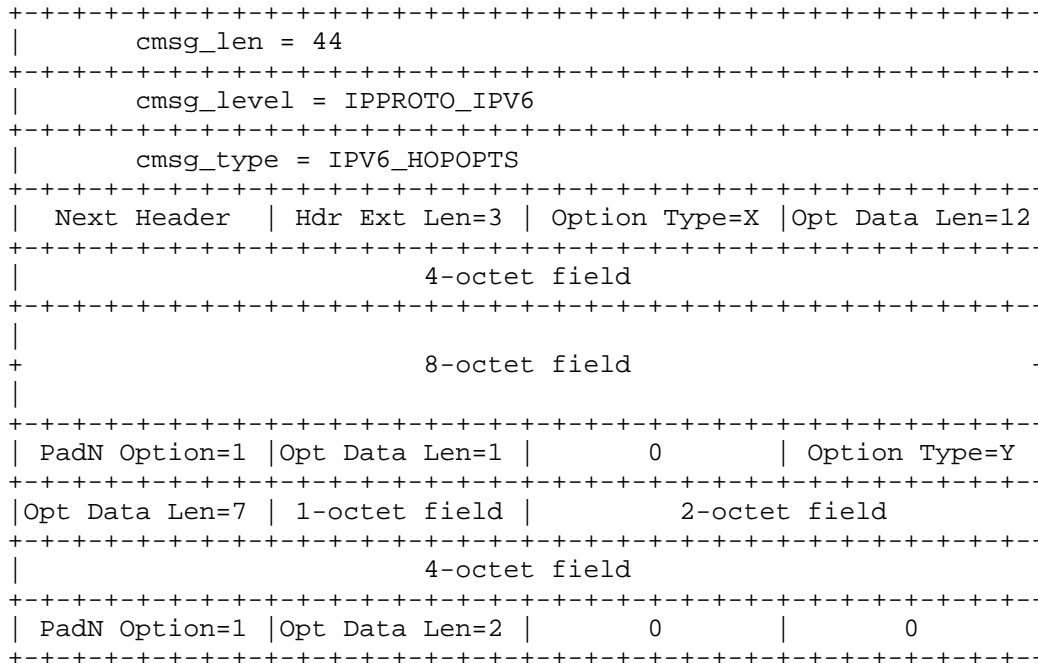 +-+-+-+-+-+-+-+-+-+-+-+-+-+-+-+-+-+-+-+-+-+-+-+-+-+-+-+-+-+-+-+-+--
|       cmsg_len = 44
+-+-+-+-+-+-+-+-+-+-+-+-+-+-+-+-+-+-+-+-+-+-+-+-+-+-+-+-+-+-+-+-+--
|       cmsg_level = IPPROTO_IPV6
+-+-+-+-+-+-+-+-+-+-+-+-+-+-+-+-+-+-+-+-+-+-+-+-+-+-+-+-+-+-+-+-+--
|       cmsg_type = IPV6_HOPOPTS
+-+-+-+-+-+-+-+-+-+-+-+-+-+-+-+-+-+-+-+-+-+-+-+-+-+-+-+-+-+-+-+-+--
|  Next Header  | Hdr Ext Len=3 | Option Type=X |Opt Data Len=12
+-+-+-+-+-+-+-+-+-+-+-+-+-+-+-+-+-+-+-+-+-+-+-+-+-+-+-+-+-+-+-+-+--
|                         4-octet field
+-+-+-+-+-+-+-+-+-+-+-+-+-+-+-+-+-+-+-+-+-+-+-+-+-+-+-+-+-+-+-+-+--
|
+                         8-octet field                         -
|
+-+-+-+-+-+-+-+-+-+-+-+-+-+-+-+-+-+-+-+-+-+-+-+-+-+-+-+-+-+-+-+-+--
| PadN Option=1 |Opt Data Len=1 |       0       | Option Type=Y
+-+-+-+-+-+-+-+-+-+-+-+-+-+-+-+-+-+-+-+-+-+-+-+-+-+-+-+-+-+-+-+-+--
|Opt Data Len=7 | 1-octet field |         2-octet field
+-+-+-+-+-+-+-+-+-+-+-+-+-+-+-+-+-+-+-+-+-+-+-+-+-+-+-+-+-+-+-+-+--
|                         4-octet field
+-+-+-+-+-+-+-+-+-+-+-+-+-+-+-+-+-+-+-+-+-+-+-+-+-+-+-+-+-+-+-+-+--
| PadN Option=1 |Opt Data Len=2 |       0       |       0
+-+-+-+-+-+-+-+-+-+-+-+-+-+-+-+-+-+-+-+-+-+-+-+-+-+-+-+-+-+-+-+-+--